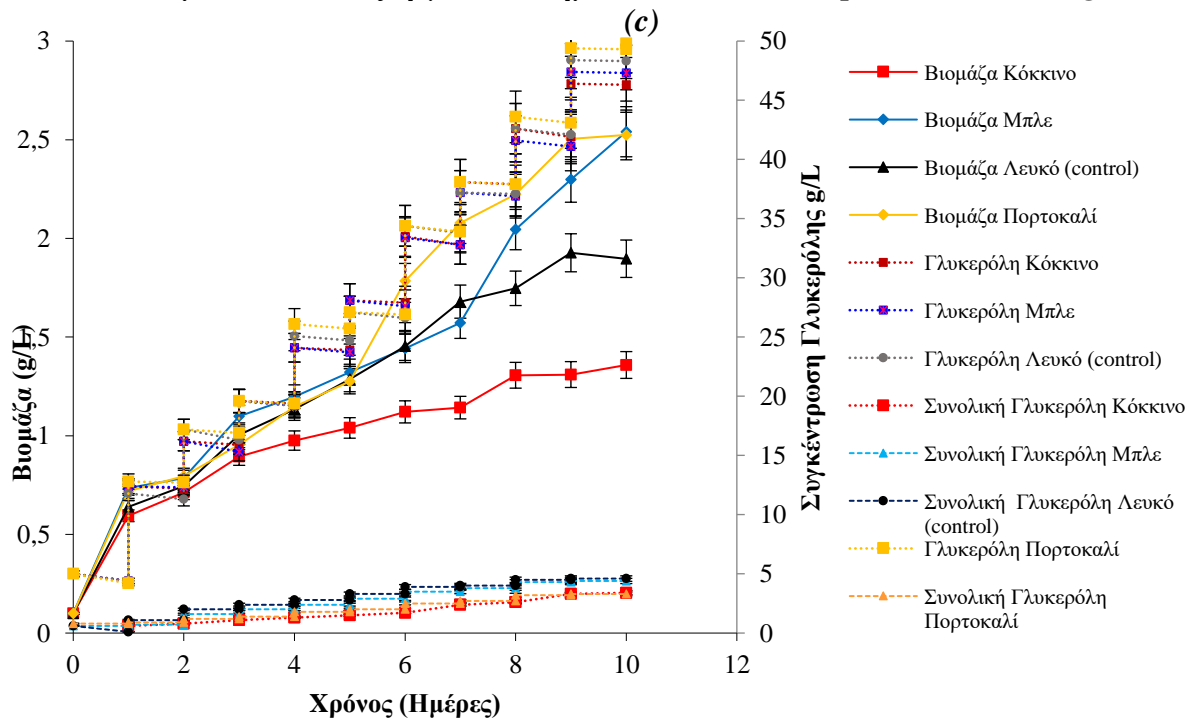 (c)
3
2,5
2
1,5
1
0,5
0
50
45
40
35
30
25
20
15
10
5
0
0 2 4 6 8 10 12
Βιομάζα (g/L)
Συγκέντρωση Γλυκερόλης g/L
Χρόνος (Ημέρες)
Βιομάζα Κόκκινο
Βιομάζα Μπλε
Βιομάζα Λευκό (control)
Βιομάζα Πορτοκαλί
Γλυκερόλη Κόκκινο
Γλυκερόλη Μπλε
Γλυκερόλη Λευκό (control)
Συνολική Γλυκερόλη Κόκκινο
Συνολική Γλυκερόλη Μπλε
Συνολική Γλυκερόλη Λευκό
(control)
Γλυκερόλη Πορτοκαλί
Συνολική Γλυκερόλη
Πορτοκαλί